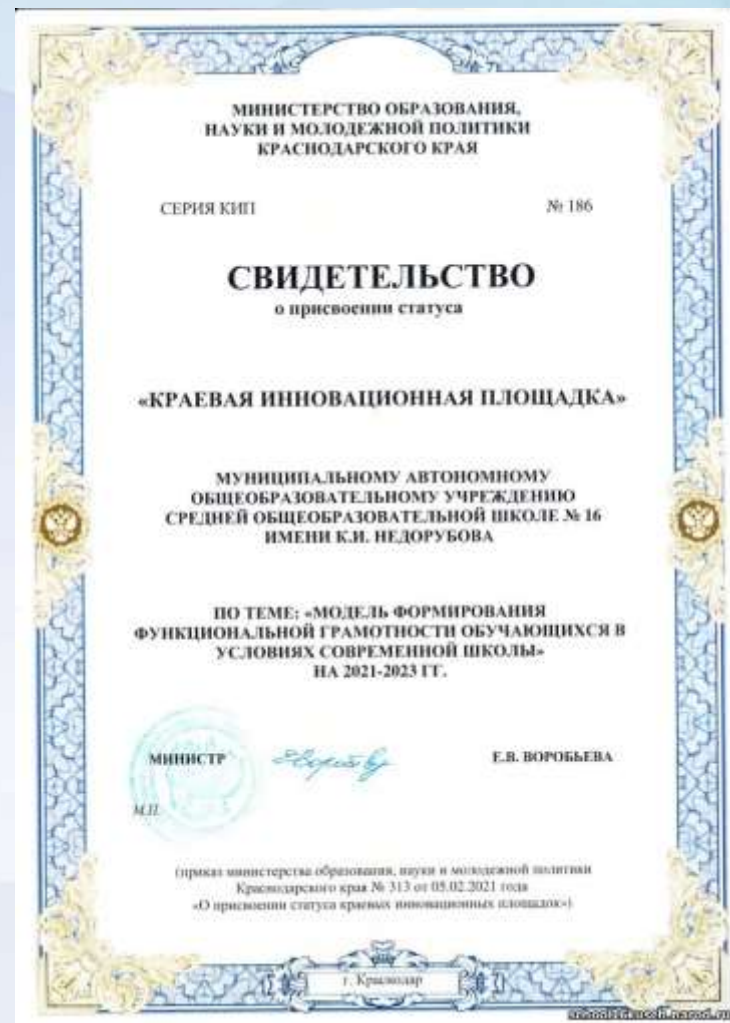 МИНИСТЕРСТВО ОБРАЗОВАНИЯ,
НАУКИ И МОЛОДЕЖНОЙ ПОЛИТИКИ
КРАСНОДАРСКОГО КРАЯ
СЕРИЯ КИП № 186
СВИДЕТЕЛЬСТВО
о присвоении статуса
«КРАЕВАЯ ИННОВАЦИОННАЯ ПЛОЩАДКА»
МУНИЦИПАЛЬНОМУ АВТОНОМНОМУ
ОБЩЕОБРАЗОВАТЕЛЬНОМУ УЧРЕЖДЕНИЮ
СРЕДНЕЙ ОБЩЕОБРАЗОВАТЕЛЬНОЙ ШКОЛЕ № 16
ИМЕНИ К.И. НЕДОРУБОВА
ПО ТЕМЕ: «МОДЕЛЬ ФОРМИРОВАНИЯ
ФУНКЦИОНАЛЬНОЙ ГРАМОТНОСТИ ОБУЧАЮЩИХСЯ В
УСЛОВИЯХ СОВРЕМЕННОЙ ШКОЛЫ»
НА 2021-2023 ГГ.
МИНИСТР Е.В. ВОРОБЬЕВА
М.П.
(приказ министерства образования, науки и молодежной политики
Краснодарского края № 313 от 05.02.2021 года
«О присвоении статуса краевых инновационных площадок»)
г. Краснодар
school16kusch.narod.ru